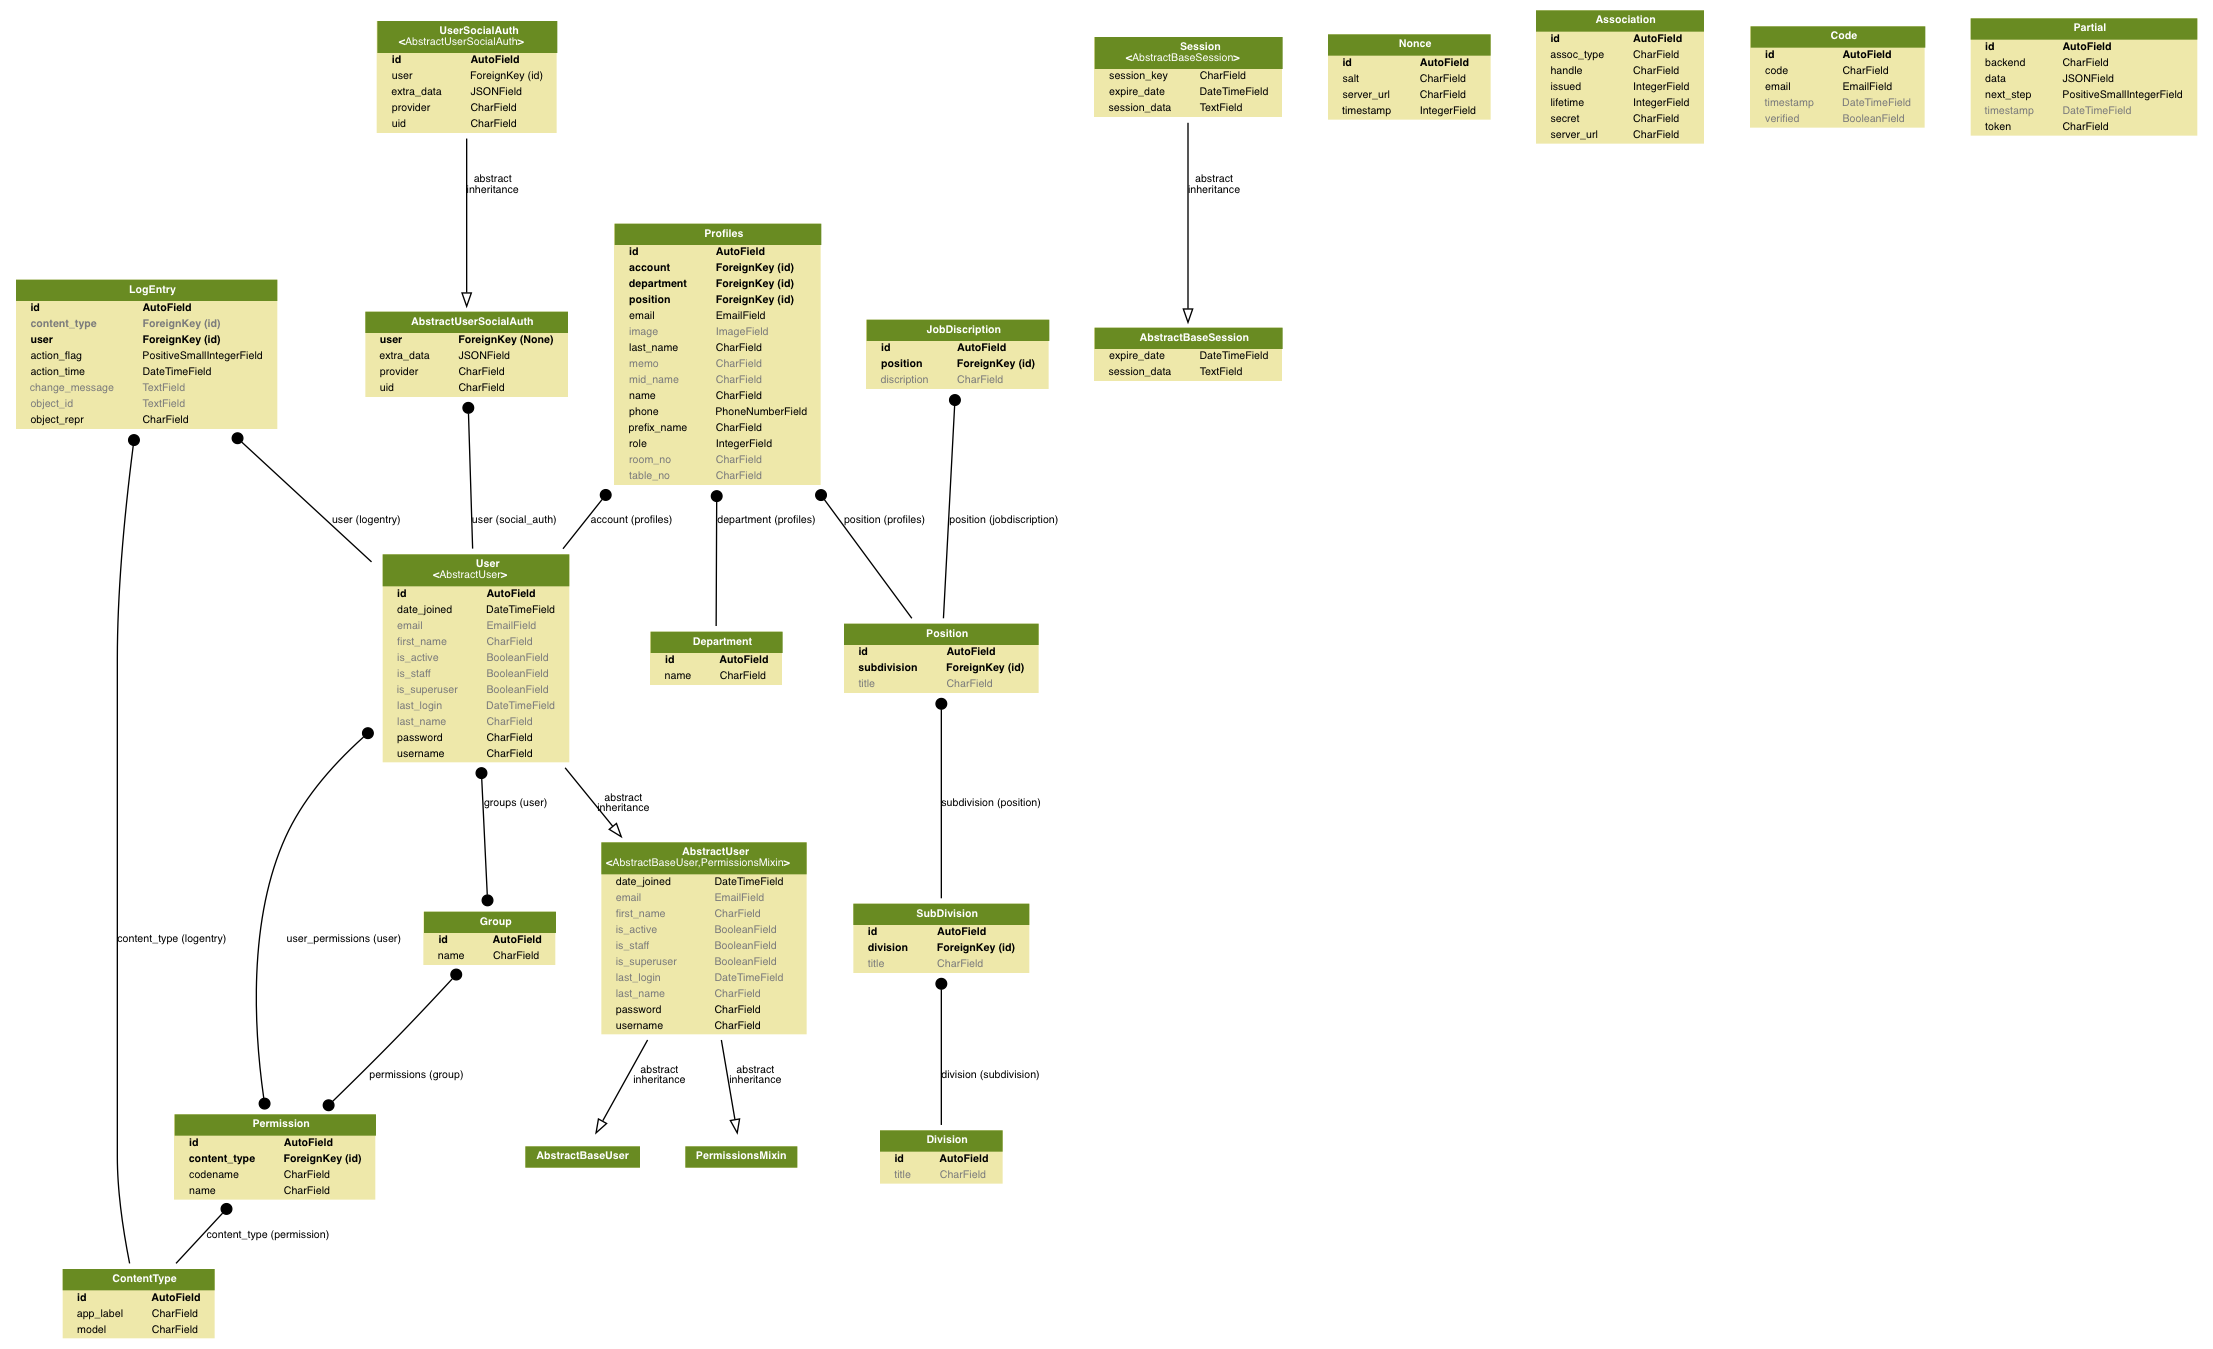 UserSocialAuth
<AbstractUserSocialAuth>
id AutoField
user ForeignKey (id)
extra_data JSONField
provider CharField
uid CharField
Session
<AbstractBaseSession>
session_key CharField
expire_date DateTimeField
session_data TextField
Nonce
id AutoField
salt CharField
server_url CharField
timestamp IntegerField
Association
id AutoField
assoc_type CharField
handle CharField
issued IntegerField
lifetime IntegerField
secret CharField
server_url CharField
Code
id AutoField
code CharField
email EmailField
timestamp DateTimeField
verified BooleanField
Partial
id AutoField
backend CharField
data JSONField
next_step PositiveSmallIntegerField
timestamp DateTimeField
token CharField
abstract
inheritance
abstract
inheritance
LogEntry
id AutoField
content_type ForeignKey (id)
user ForeignKey (id)
action_flag PositiveSmallIntegerField
action_time DateTimeField
change_message TextField
object_id TextField
object_repr CharField
AbstractUserSocialAuth
user ForeignKey (None)
extra_data JSONField
provider CharField
uid CharField
Profiles
id AutoField
account ForeignKey (id)
department ForeignKey (id)
position ForeignKey (id)
email EmailField
image ImageField
last_name CharField
memo CharField
mid_name CharField
name CharField
phone PhoneNumberField
prefix_name CharField
role IntegerField
room_no CharField
table_no CharField
JobDiscription
id AutoField
position ForeignKey (id)
discription CharField
AbstractBaseSession
expire_date DateTimeField
session_data TextField
user (logentry)
user (social_auth)
account (profiles)
department (profiles)
position (profiles)
position (jobdiscription)
User
<AbstractUser>
id AutoField
date_joined DateTimeField
email EmailField
first_name CharField
is_active BooleanField
is_staff BooleanField
is_superuser BooleanField
last_login DateTimeField
last_name CharField
password CharField
username CharField
Department
id AutoField
name CharField
Position
id AutoField
subdivision ForeignKey (id)
title CharField
groups (user)
abstract
inheritance
subdivision (position)
AbstractUser
<AbstractBaseUser,PermissionsMixin>
date_joined DateTimeField
email EmailField
first_name CharField
is_active BooleanField
is_staff BooleanField
is_superuser BooleanField
last_login DateTimeField
last_name CharField
password CharField
username CharField
content_type (logentry)
user_permissions (user)
Group
id AutoField
name CharField
SubDivision
id AutoField
division ForeignKey (id)
title CharField
permissions (group)
abstract
inheritance
abstract
inheritance
division (subdivision)
Permission
id AutoField
content_type ForeignKey (id)
codename CharField
name CharField
AbstractBaseUser
PermissionsMixin
Division
id AutoField
title CharField
content_type (permission)
ContentType
id AutoField
app_label CharField
model CharField